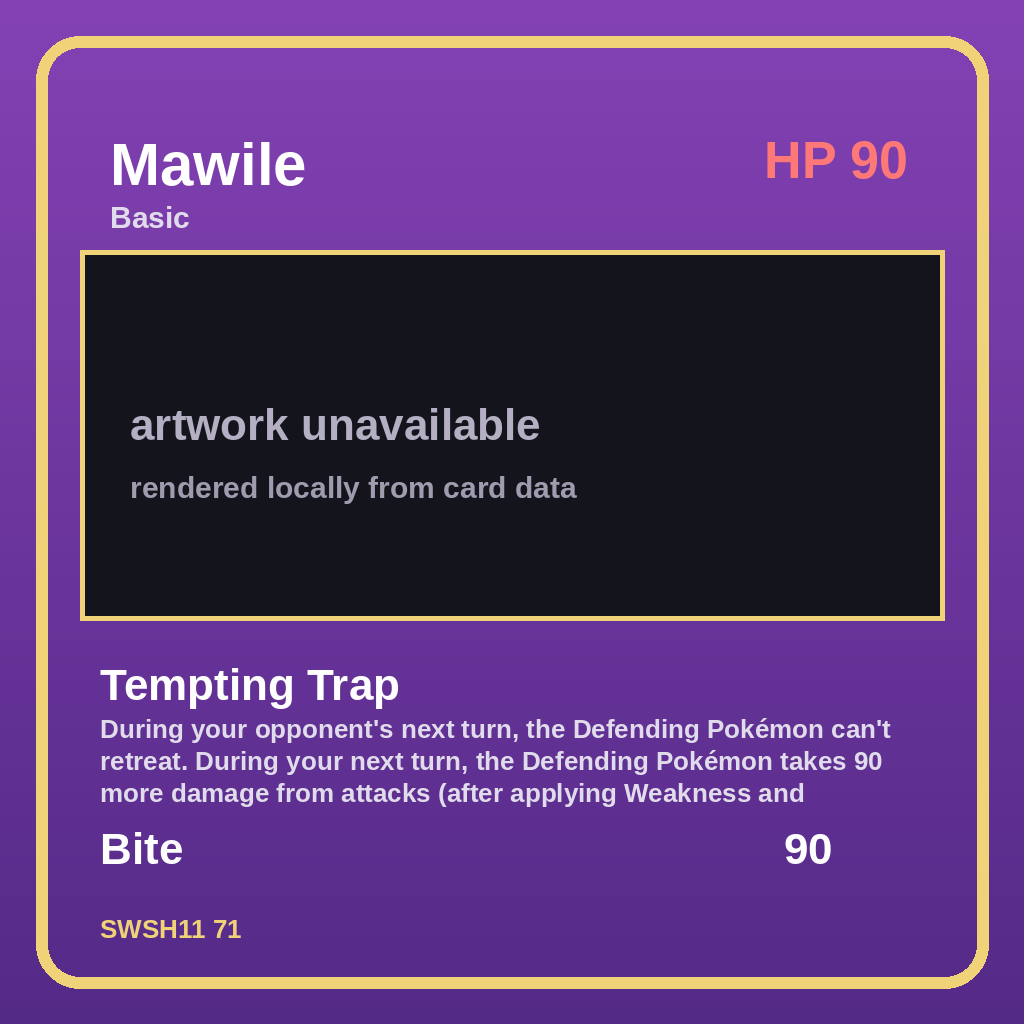 Mawile
HP 90
Basic
artwork unavailable
rendered locally from card data
Tempting Trap
During your opponent's next turn, the Defending Pokémon can't
retreat. During your next turn, the Defending Pokémon takes 90
more damage from attacks (after applying Weakness and
Bite 90
SWSH11 71